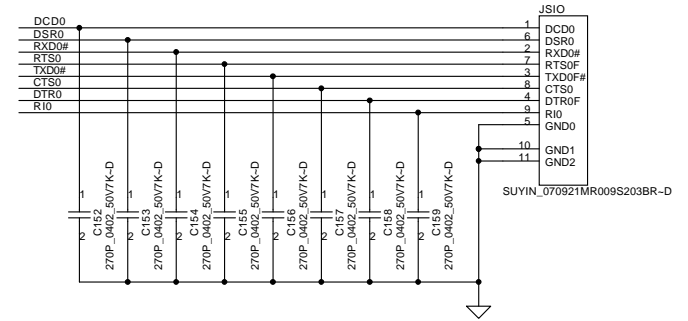 JSIO
DCD0
DSR0
RXD0#
RTS0
TXD0#
CTS0
DTR0
RI0
1 DCD0
6 DSR0
2 RXD0#
7 RTS0F
3 TXD0F#
8 CTS0
4 DTR0F
9 RI0
5 GND0
10 GND1
11 GND2
SUYIN_070921MR009S203BR~D
1
2
C152
270P_0402_50V7K~D
1
2
C153
270P_0402_50V7K~D
1
2
C154
270P_0402_50V7K~D
1
2
C155
270P_0402_50V7K~D
1
2
C156
270P_0402_50V7K~D
1
2
C157
270P_0402_50V7K~D
1
2
C158
270P_0402_50V7K~D
1
2
C159
270P_0402_50V7K~D